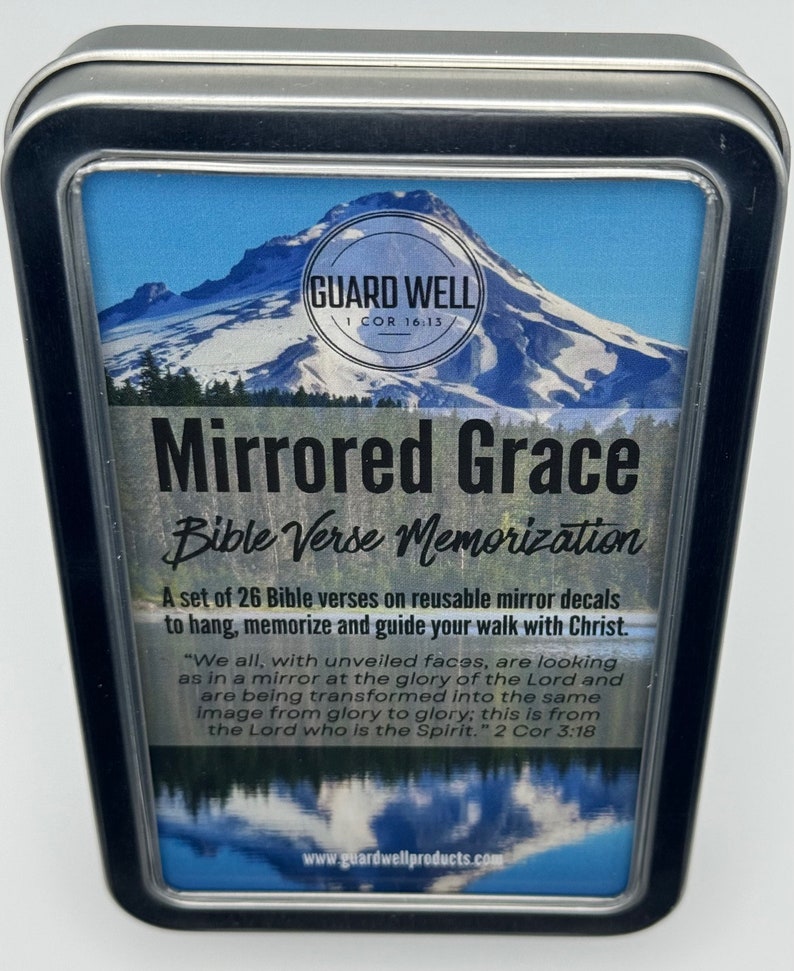 GUARD WELL
1 COR 16:13
Mirrored Grace
Bible Verse Memorization
A set of 26 Bible verses on reusable mirror decals
to hang, memorize and guide your walk with Christ.
“We all, with unveiled faces, are looking
as in a mirror at the glory of the Lord and
are being transformed into the same
image from glory to glory; this is from
the Lord who is the Spirit.” 2 Cor 3:18
www.guardwellproducts.com